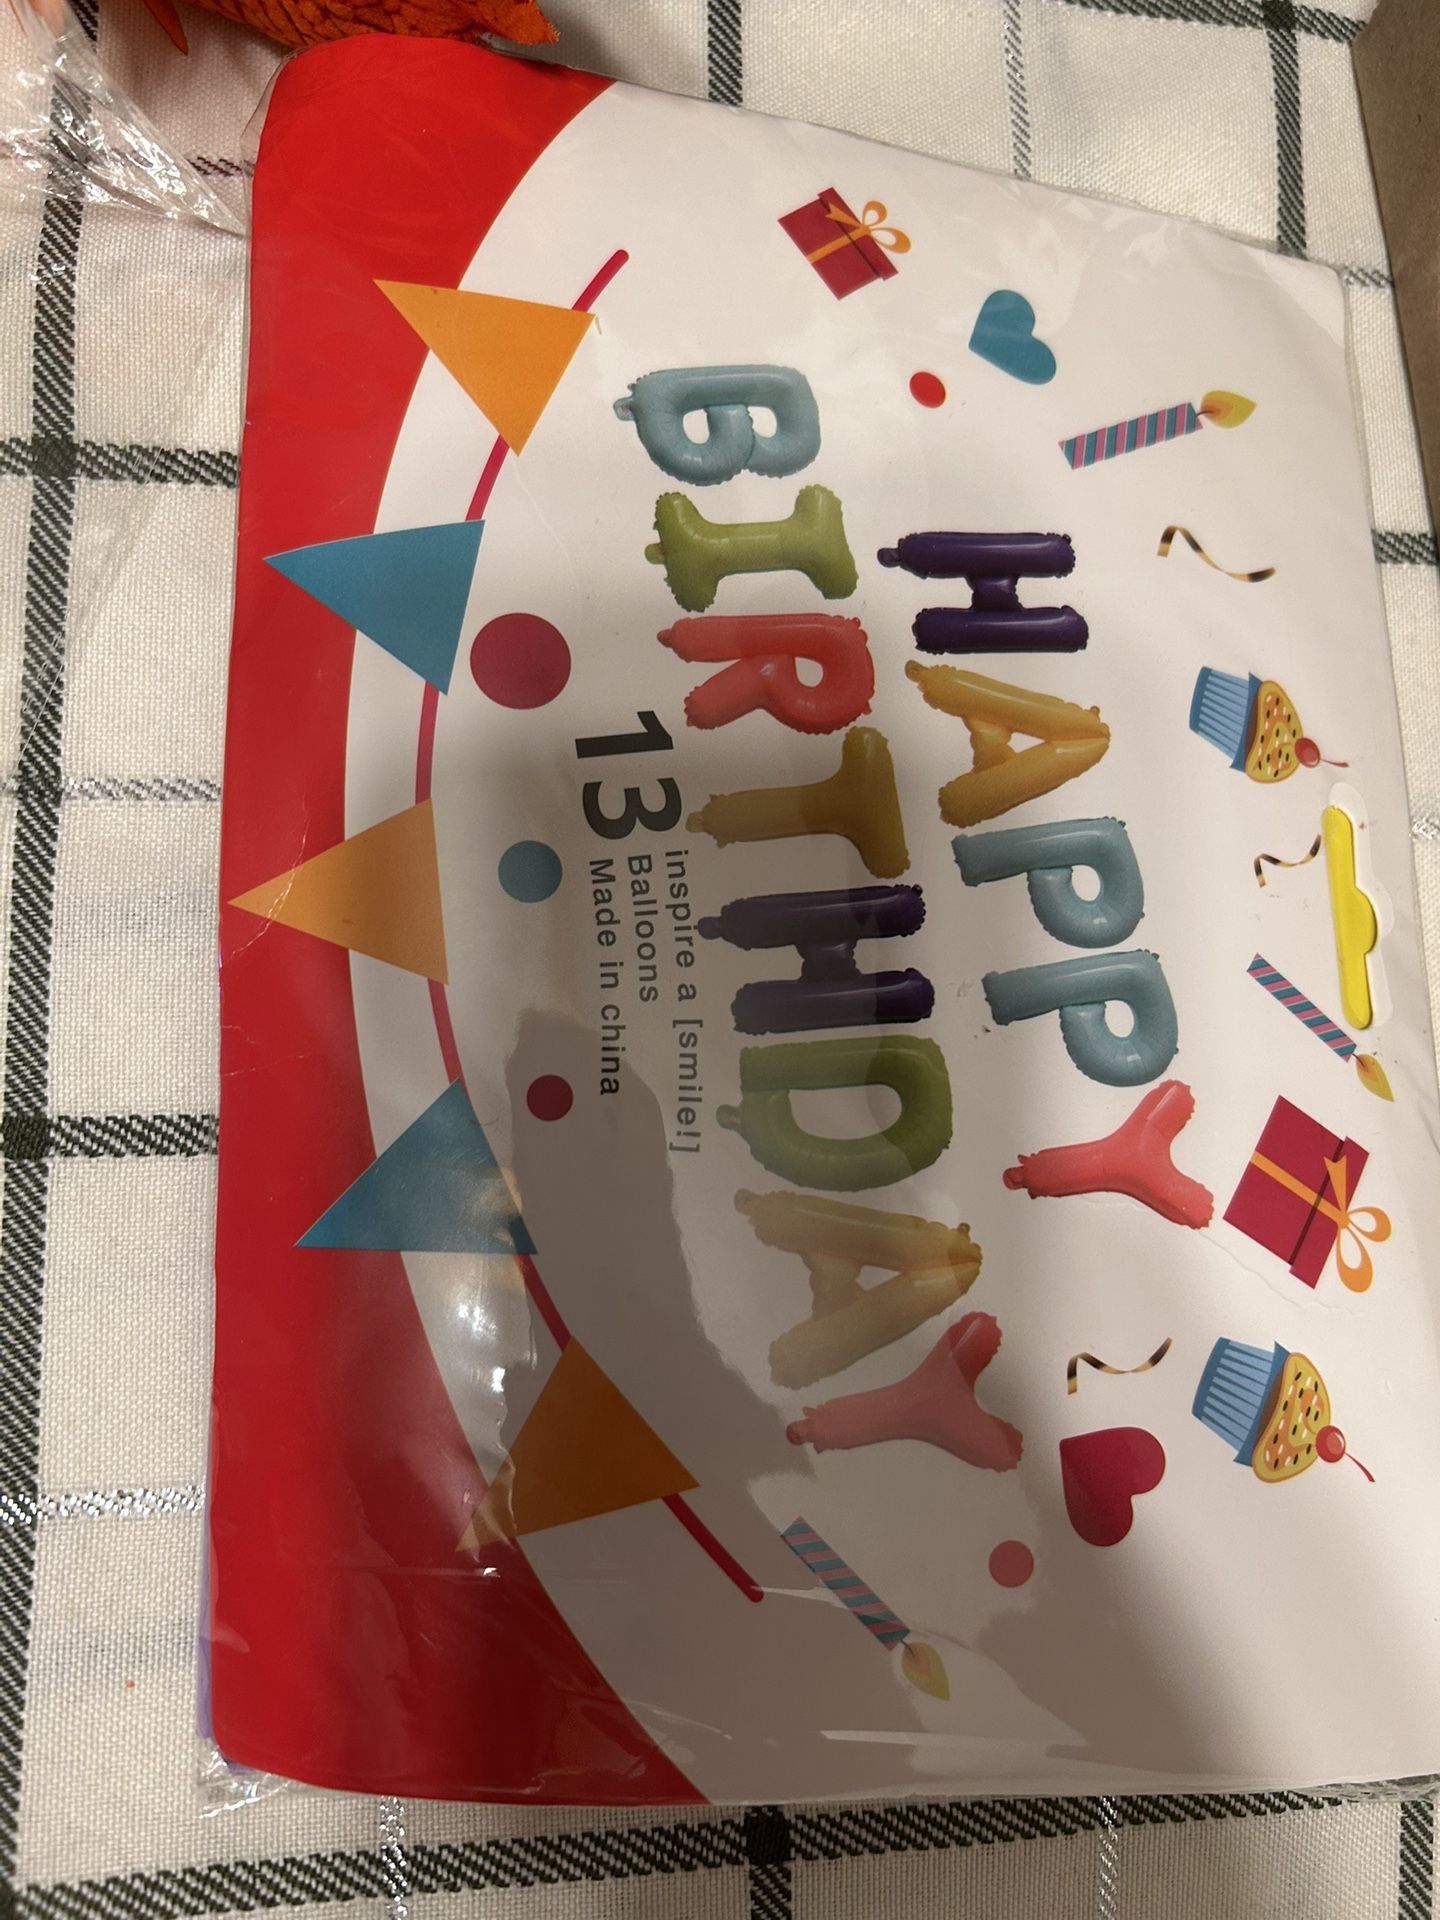 HAPPY
BIRTHDAY
13
inspire a [smile!]
Balloons
Made in china